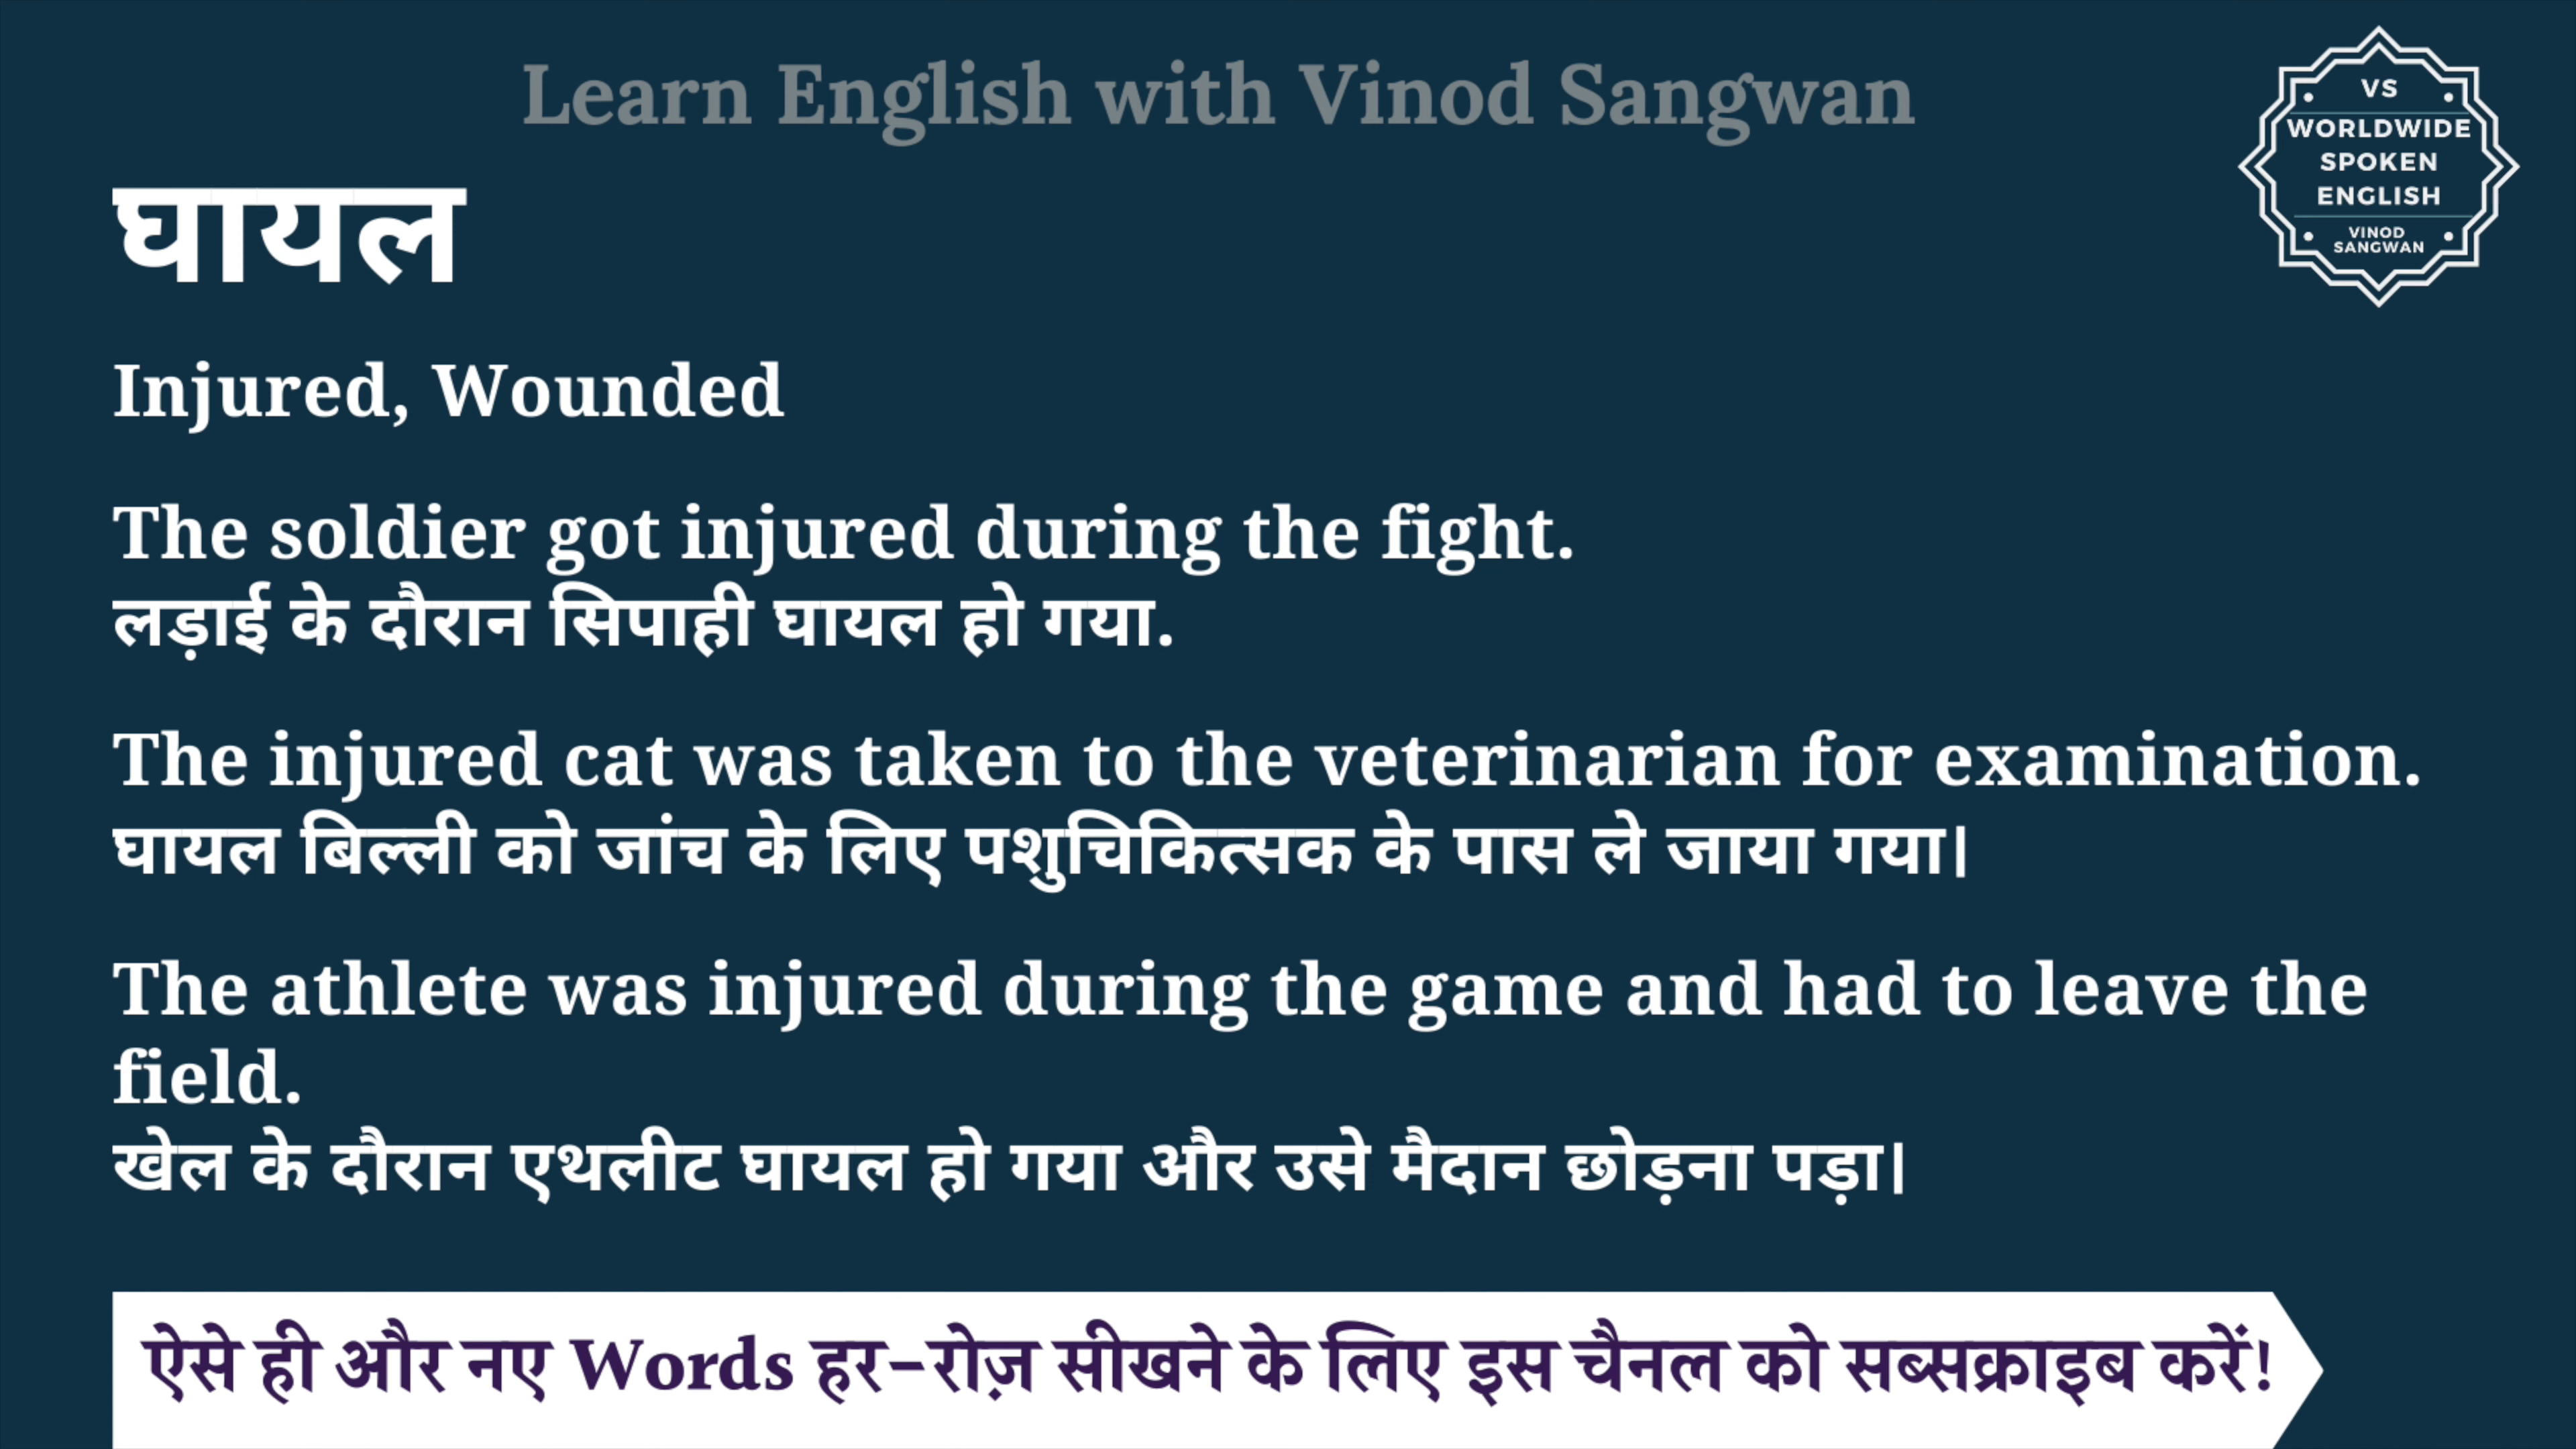 Learn English with Vinod Sangwan
VS
WORLDWIDE
SPOKEN
ENGLISH
VINOD
SANGWAN
घायल
Injured, Wounded
The soldier got injured during the fight.
लड़ाई के दौरान सिपाही घायल हो गया.
The injured cat was taken to the veterinarian for examination.
घायल बिल्ली को जांच के लिए पशुचिकित्सक के पास ले जाया गया।
The athlete was injured during the game and had to leave the
field.
खेल के दौरान एथलीट घायल हो गया और उसे मैदान छोड़ना पड़ा।
ऐसे ही और नए Words हर-रोज़ सीखने के लिए इस चैनल को सब्सक्राइब करें!